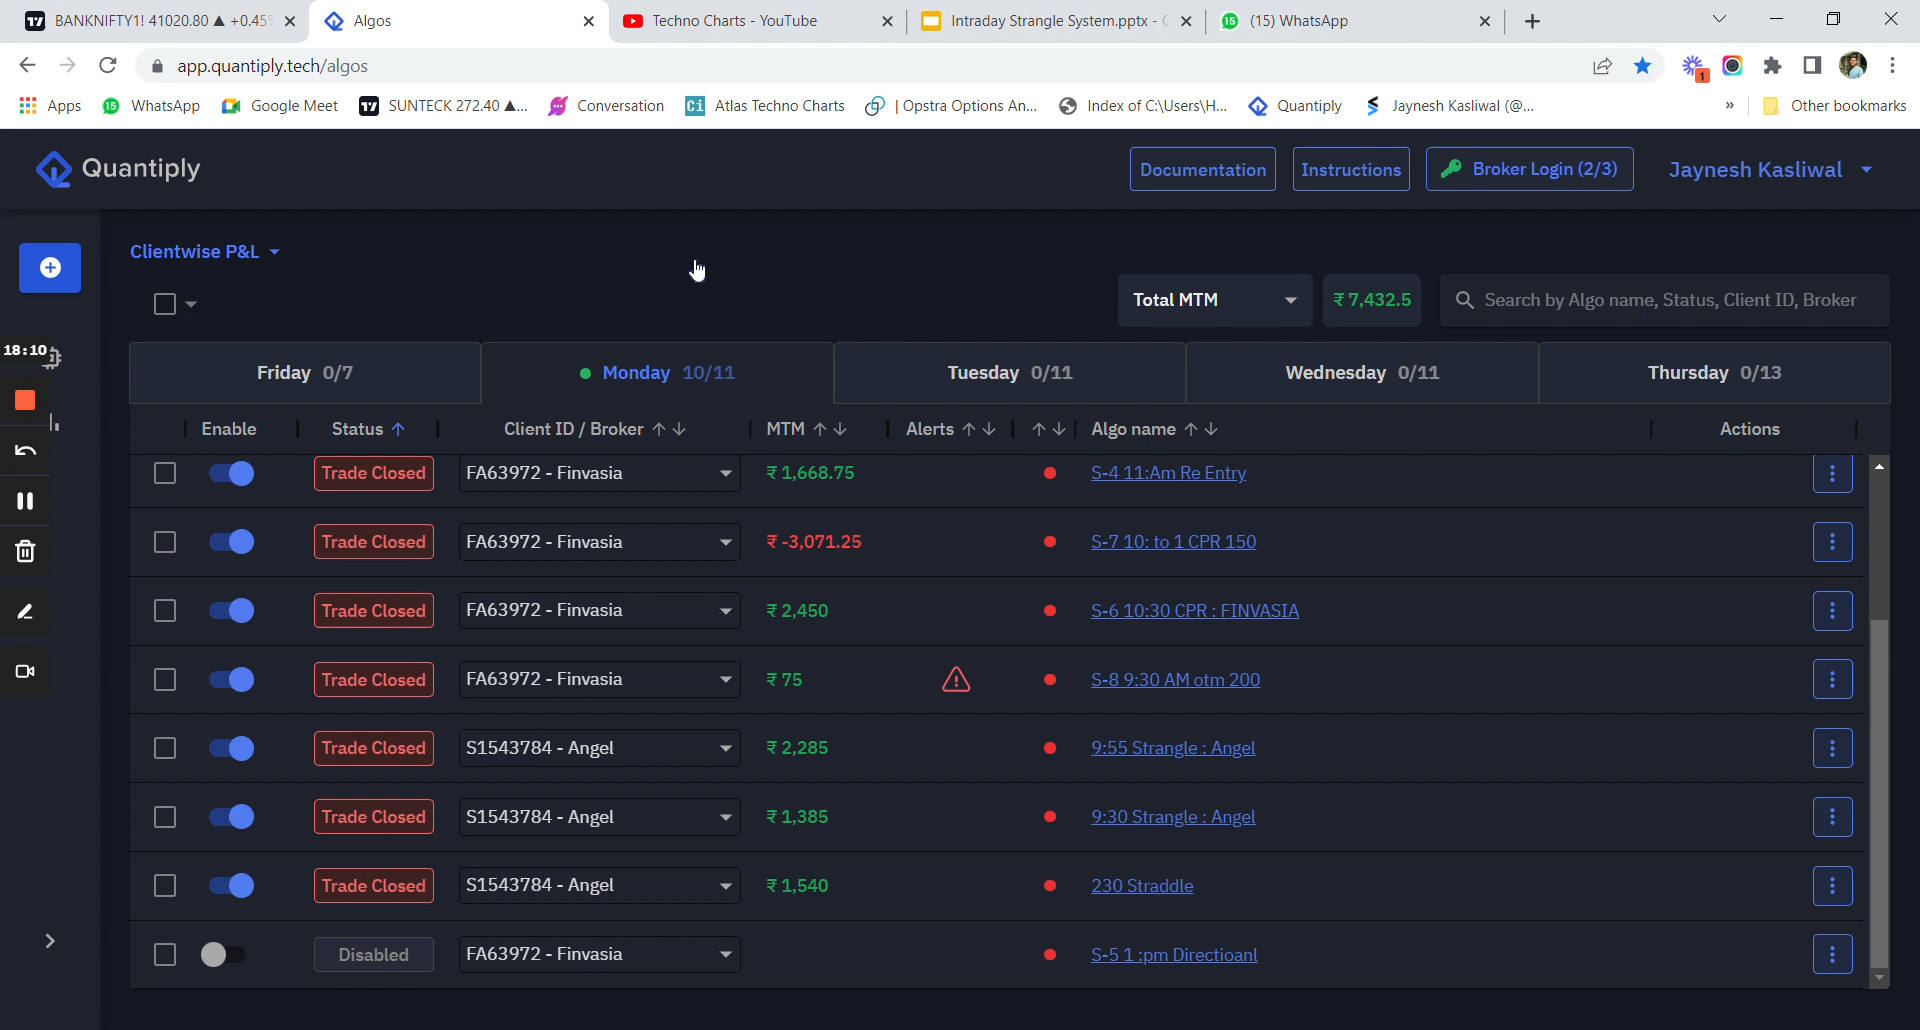 BANKNIFTY1! 41020.80 ▲ +0.45%
Algos
Techno Charts - YouTube
Intraday Strangle System.pptx - G
(15) WhatsApp
app.quantiply.tech/algos
1
Apps
WhatsApp
Google Meet
SUNTECK 272.40 ▲...
Conversation
Atlas Techno Charts
| Opstra Options An...
Index of C:\Users\H...
Quantiply
Jaynesh Kasliwal (@...
»
Other bookmarks
Quantiply
Documentation
Instructions
Broker Login (2/3)
Jaynesh Kasliwal
Clientwise P&L
Total MTM
₹ 7,432.5
Search by Algo name, Status, Client ID, Broker
18:10
Friday 0/7
Monday 10/11
Tuesday 0/11
Wednesday 0/11
Thursday 0/13
Enable
Status ↑
Client ID / Broker ↑↓
MTM ↑↓
Alerts ↑↓
↑↓
Algo name ↑↓
Actions
Trade Closed FA63972 - Finvasia ₹ 1,668.75 S-4 11:Am Re Entry
Trade Closed FA63972 - Finvasia ₹ -3,071.25 S-7 10: to 1 CPR 150
Trade Closed FA63972 - Finvasia ₹ 2,450 S-6 10:30 CPR : FINVASIA
Trade Closed FA63972 - Finvasia ₹ 75 S-8 9:30 AM otm 200
Trade Closed S1543784 - Angel ₹ 2,285 9:55 Strangle : Angel
Trade Closed S1543784 - Angel ₹ 1,385 9:30 Strangle : Angel
Trade Closed S1543784 - Angel ₹ 1,540 230 Straddle
Disabled FA63972 - Finvasia S-5 1 :pm Directioanl